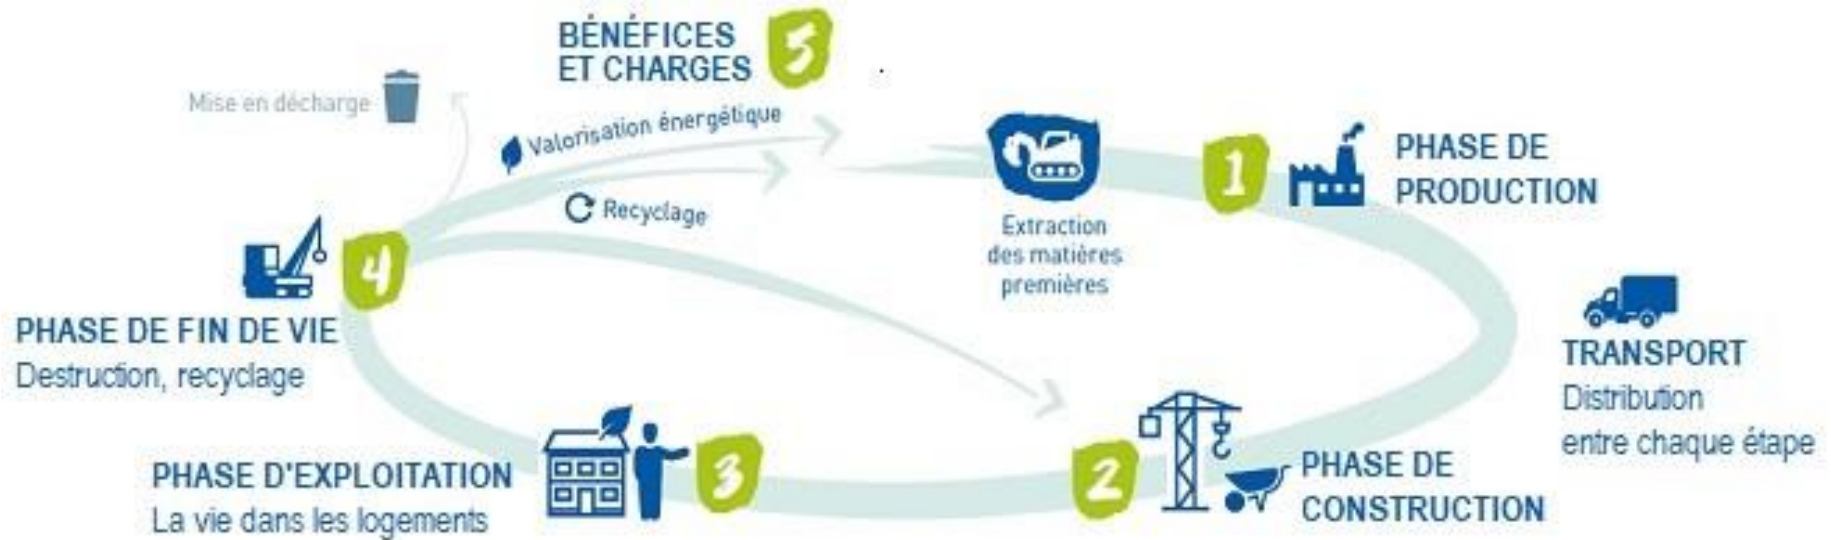 BÉNÉFICES
ET CHARGES
5
Mise en décharge
Valorisation énergétique
Recyclage
Extraction
des matières
premières
1
PHASE DE
PRODUCTION
TRANSPORT
Distribution
entre chaque étape
2
PHASE DE
CONSTRUCTION
3
PHASE D'EXPLOITATION
La vie dans les logements
4
PHASE DE FIN DE VIE
Destruction, recyclage